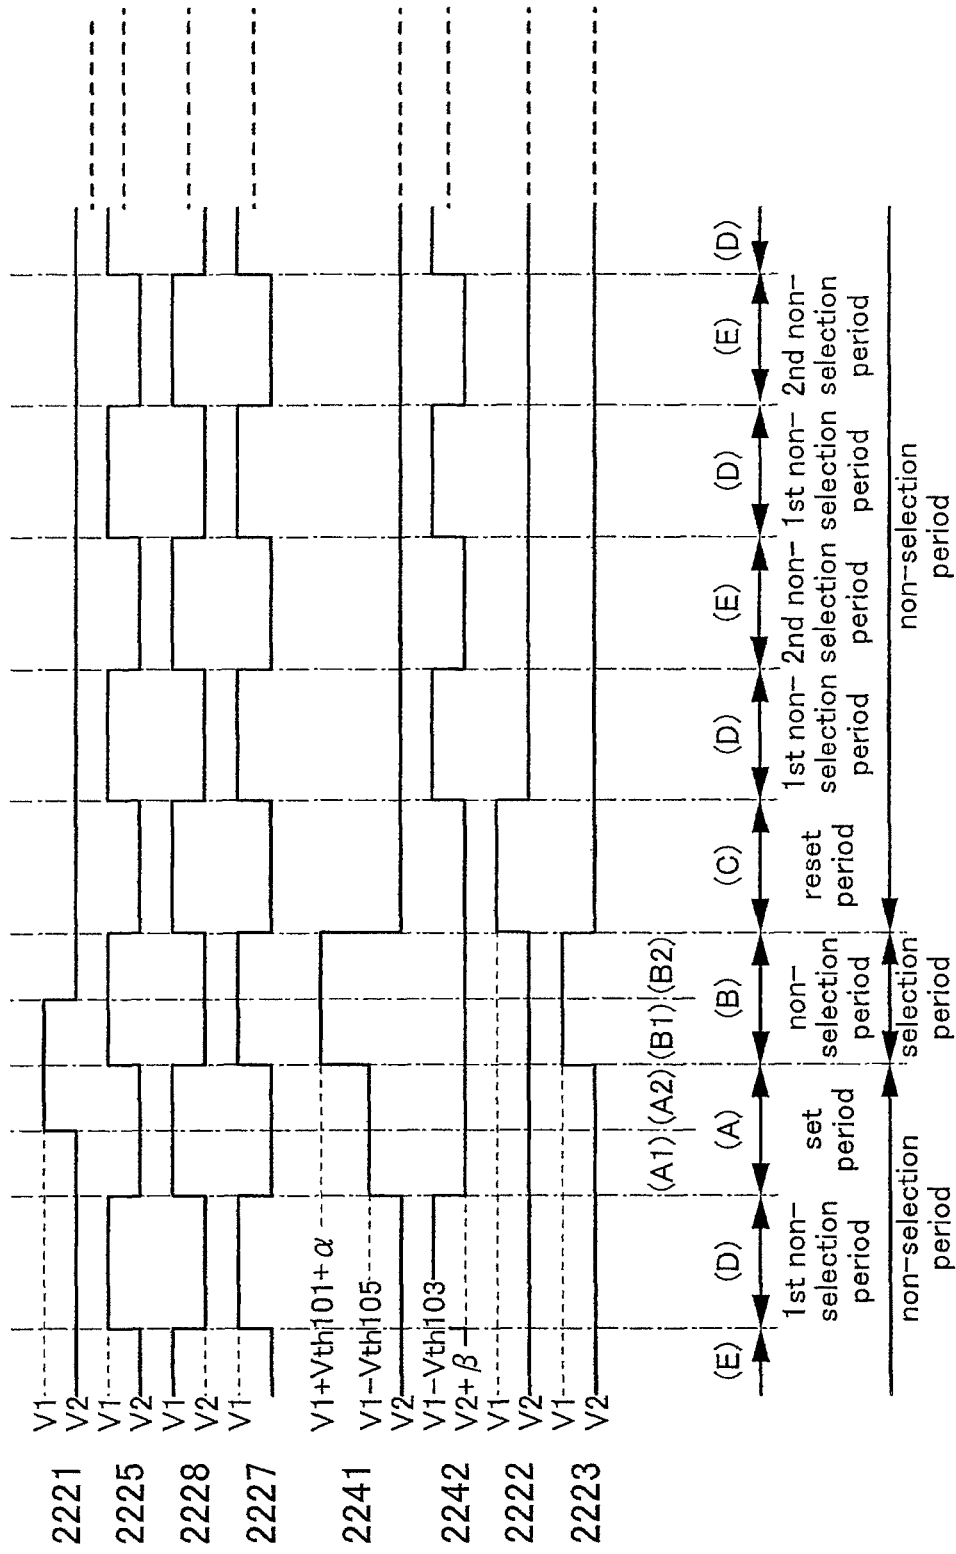 V1
2221 V2
V1
2225 V2
V1
2228 V2
V1
2227
V1+Vth101+α
2241 V1-Vth105
V2
V1-Vth103
2242 V2+β
V1
2222 V2
V1
2223 V2
(A1) (A2) (B1) (B2)
(E) (D) (A) (B) (C) (D) (E) (D) (E) (D)
1st non-
selection
period
set
period
non-
selection
period
reset
period
1st non-
selection
period
2nd non-
selection
period
1st non-
selection
period
2nd non-
selection
period
non-selection
period
selection
period
non-selection
period